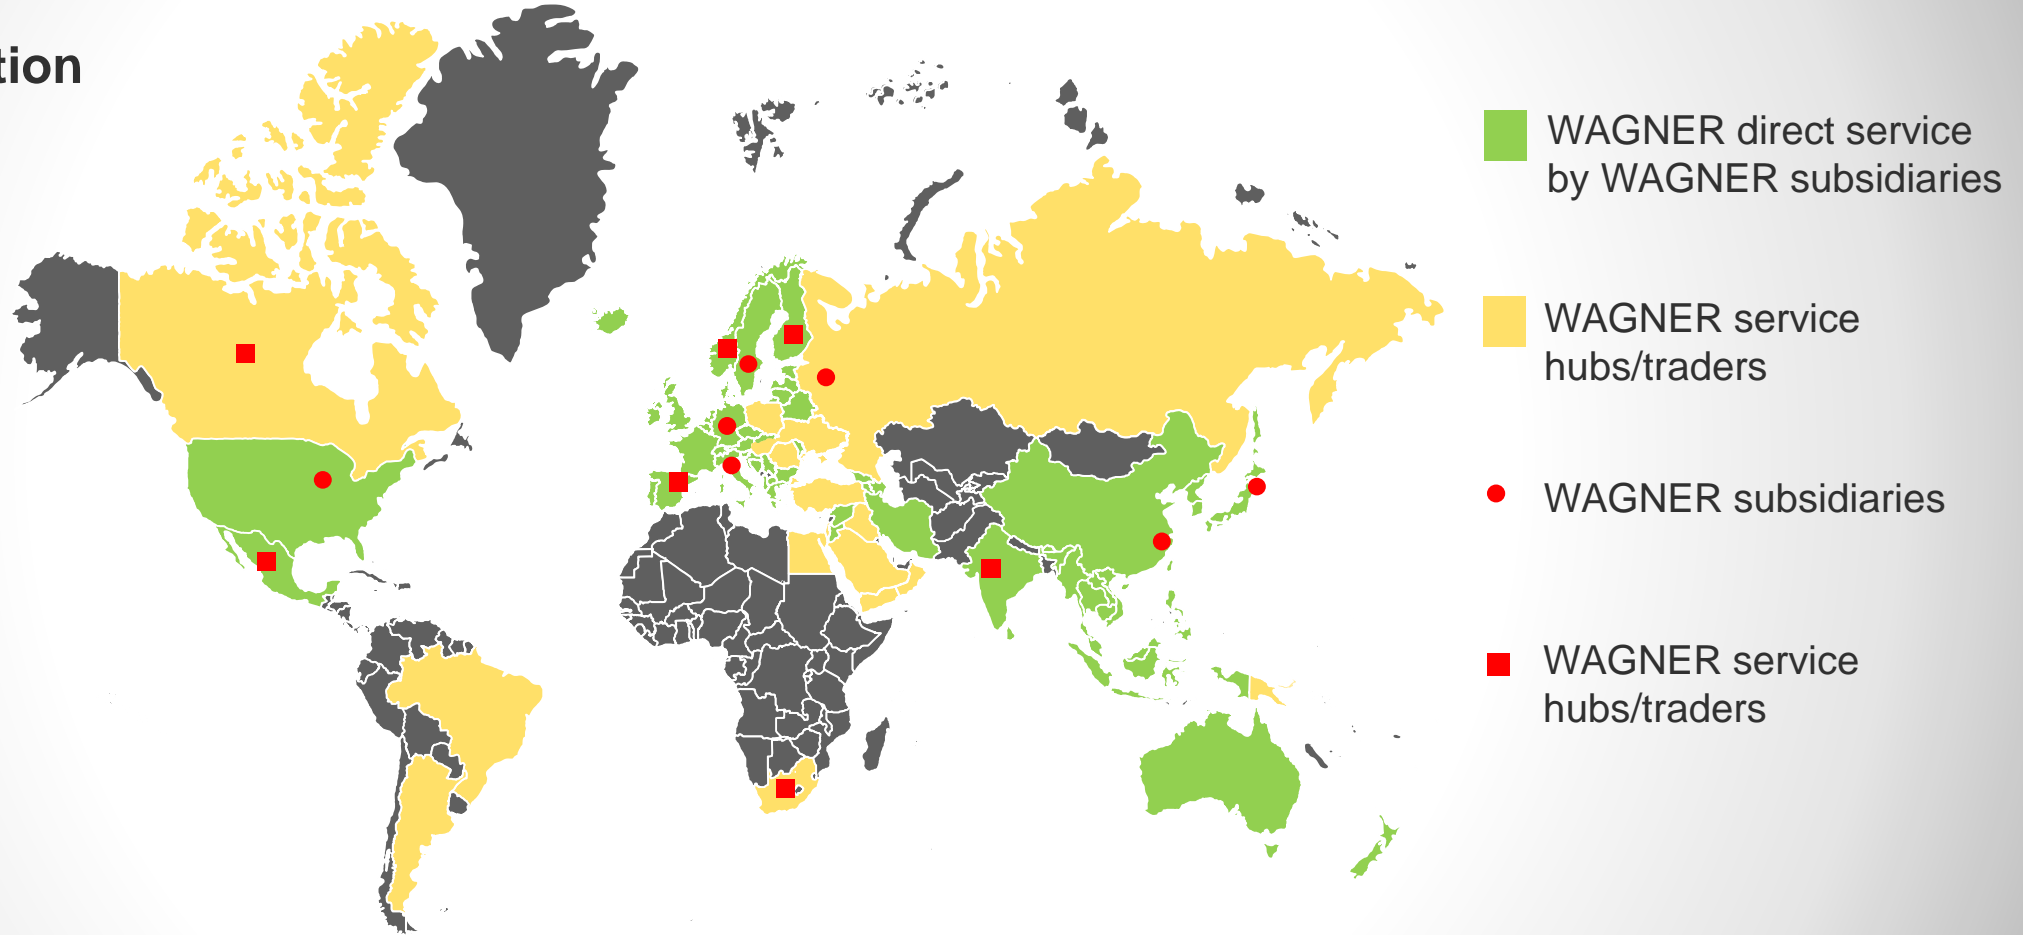 tion
WAGNER direct service
by WAGNER subsidiaries
WAGNER service
hubs/traders
WAGNER subsidiaries
WAGNER service
hubs/traders